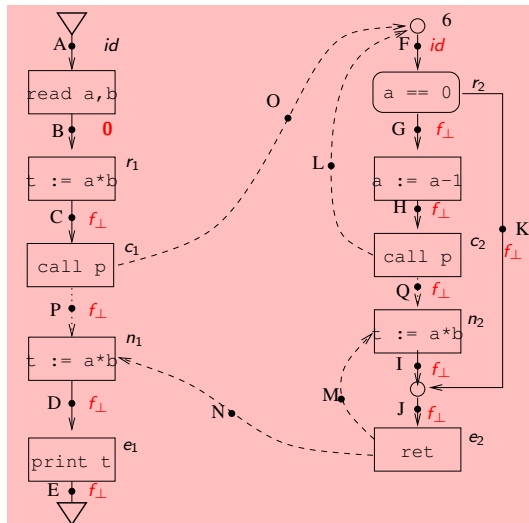 A id
read a,b
B 0
r1
t := a*b
C f⊥
c1
call p
P f⊥
n1
t := a*b
D f⊥
e1
print t
E f⊥
O
L
N
M
6
F id
r2
a == 0
G f⊥
a := a-1
H f⊥
K
f⊥
c2
call p
Q f⊥
n2
t := a*b
I f⊥
J f⊥
e2
ret